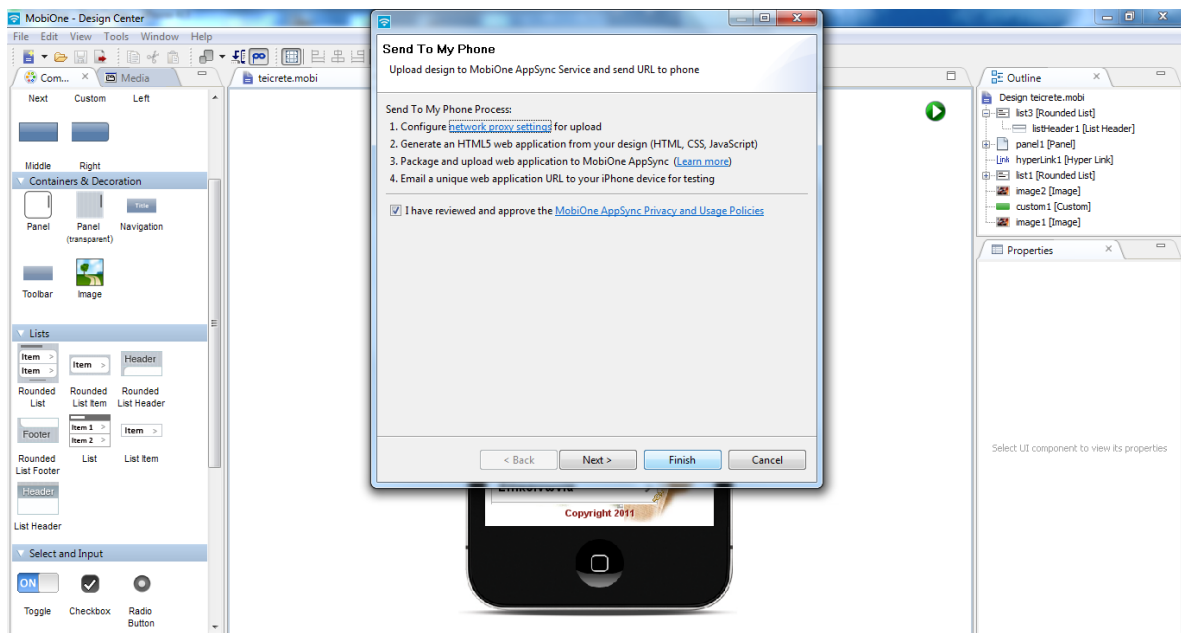 MobiOne - Design Center
File Edit View Tools Window Help
Com...
Media
teicrete.mobi
Next Custom Left
Middle Right
Containers & Decoration
Title
Panel Panel (transparent) Navigation
Toolbar Image
Lists
Item >
Item >
Item >
Header
Rounded List
Rounded List Item
Rounded List Header
Footer
Item 1 >
Item 2 >
Item >
Rounded List Footer
List
List Item
Header
List Header
Select and Input
ON
Toggle Checkbox Radio Button
Send To My Phone
Upload design to MobiOne AppSync Service and send URL to phone
Send To My Phone Process:
1. Configure network proxy settings for upload
2. Generate an HTML5 web application from your design (HTML, CSS, JavaScript)
3. Package and upload web application to MobiOne AppSync (Learn more)
4. Email a unique web application URL to your iPhone device for testing
I have reviewed and approve the MobiOne AppSync Privacy and Usage Policies
< Back Next > Finish Cancel
Copyright 2011
Outline
Design teicrete.mobi
list3 [Rounded List]
listHeader1 [List Header]
panel1 [Panel]
Link hyperLink1 [Hyper Link]
list1 [Rounded List]
image2 [Image]
custom1 [Custom]
image1 [Image]
Properties
Select UI component to view its properties